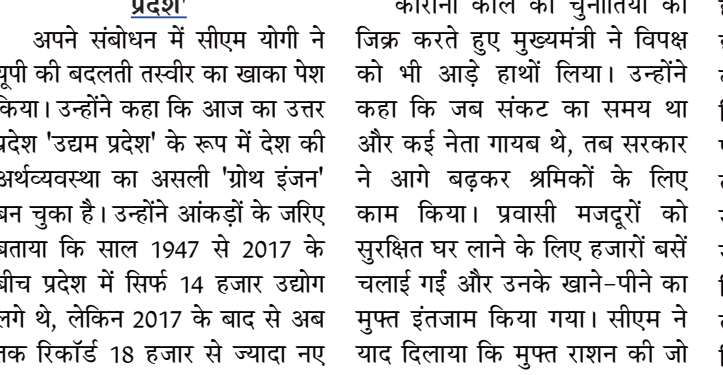 प्रदेश'
अपने संबोधन में सीएम योगी ने
यूपी की बदलती तस्वीर का खाका पेश
किया। उन्होंने कहा कि आज का उत्तर
प्रदेश 'उद्यम प्रदेश' के रूप में देश की
अर्थव्यवस्था का असली 'ग्रोथ इंजन'
बन चुका है। उन्होंने आंकड़ों के जरिए
बताया कि साल 1947 से 2017 के
बीच प्रदेश में सिर्फ 14 हजार उद्योग
लगे थे, लेकिन 2017 के बाद से अब
तक रिकॉर्ड 18 हजार से ज्यादा नए
कोरोना काल की चुनौतियों का
जिक्र करते हुए मुख्यमंत्री ने विपक्ष
को भी आड़े हाथों लिया। उन्होंने
कहा कि जब संकट का समय था
और कई नेता गायब थे, तब सरकार
ने आगे बढ़कर श्रमिकों के लिए
काम किया। प्रवासी मजदूरों को
सुरक्षित घर लाने के लिए हजारों बसें
चलाई गईं और उनके खाने-पीने का
मुफ्त इंतजाम किया गया। सीएम ने
याद दिलाया कि मुफ्त राशन की जो